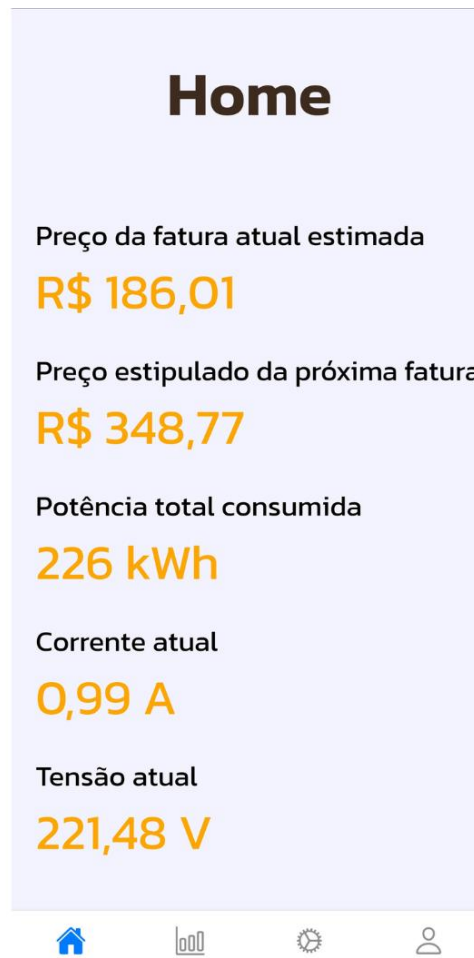 Home
Preço da fatura atual estimada
R$ 186,01
Preço estipulado da próxima fatura
R$ 348,77
Potência total consumida
226 kWh
Corrente atual
0,99 A
Tensão atual
221,48 V